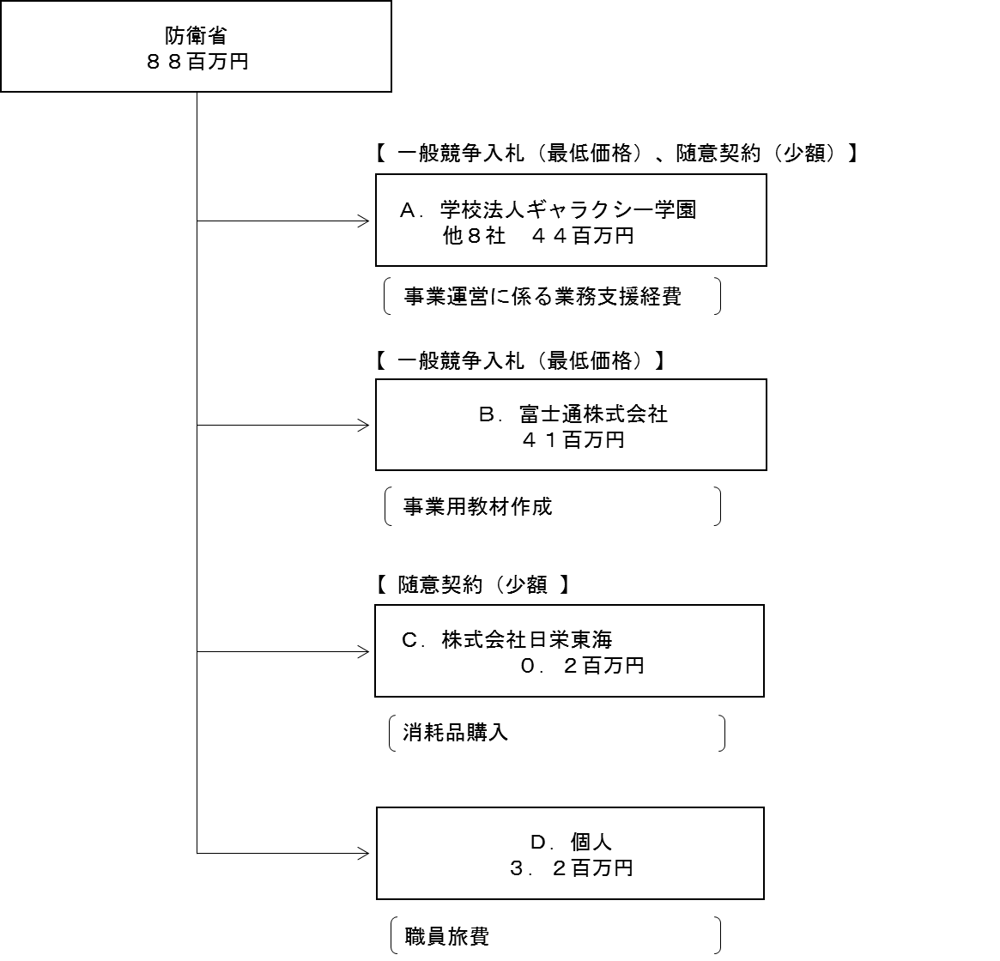 防衛省
８８百万円
【 一般競争入札（最低価格）、随意契約（少額）】
Ａ．学校法人ギャラクシー学園
他８社　４４百万円
事業運営に係る業務支援経費
【 一般競争入札（最低価格）】
Ｂ．富士通株式会社
４１百万円
事業用教材作成
【 随意契約（少額 】
Ｃ．株式会社日栄東海
０．２百万円
消耗品購入
Ｄ．個人
３．２百万円
職員旅費